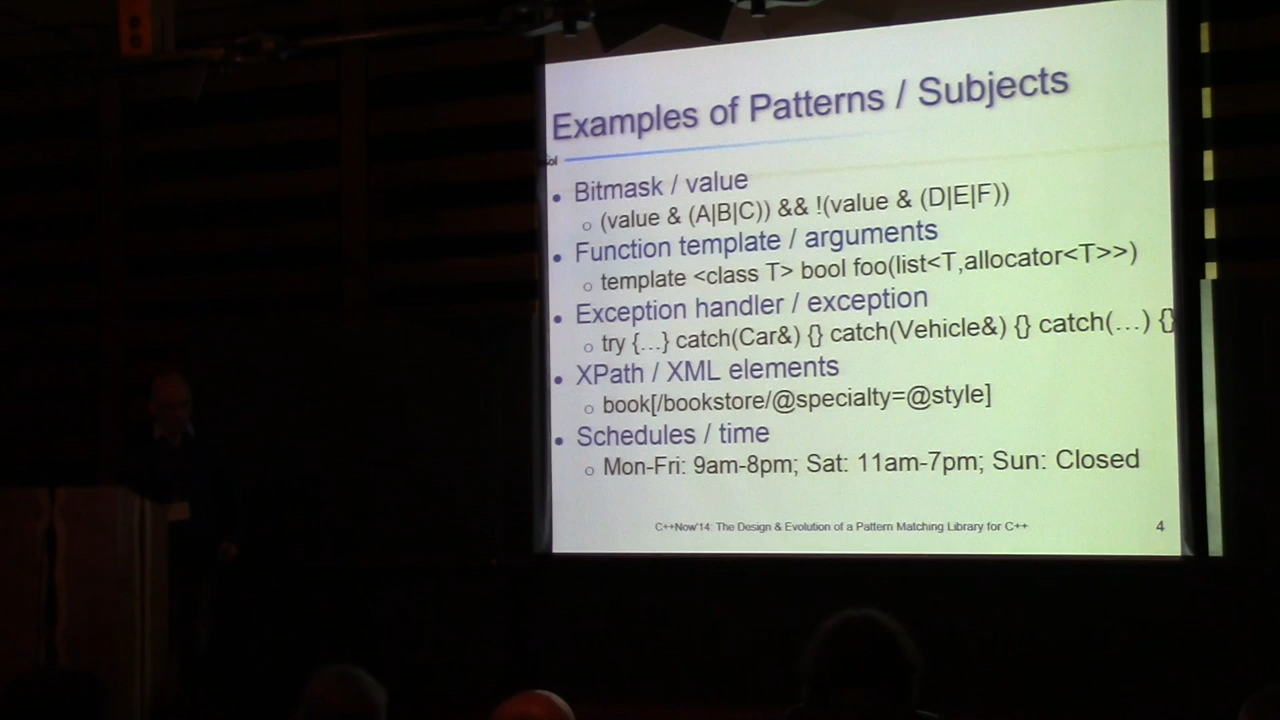 Examples of Patterns / Subjects
• Bitmask / value
○ (value & (A|B|C)) && !(value & (D|E|F))
• Function template / arguments
○ template <class T> bool foo(list<T,allocator<T>>)
• Exception handler / exception
○ try {…} catch(Car&) {} catch(Vehicle&) {} catch(…) {}
• XPath / XML elements
○ book[/bookstore/@specialty=@style]
• Schedules / time
○ Mon-Fri: 9am-8pm; Sat: 11am-7pm; Sun: Closed
C++Now'14: The Design & Evolution of a Pattern Matching Library for C++ 4